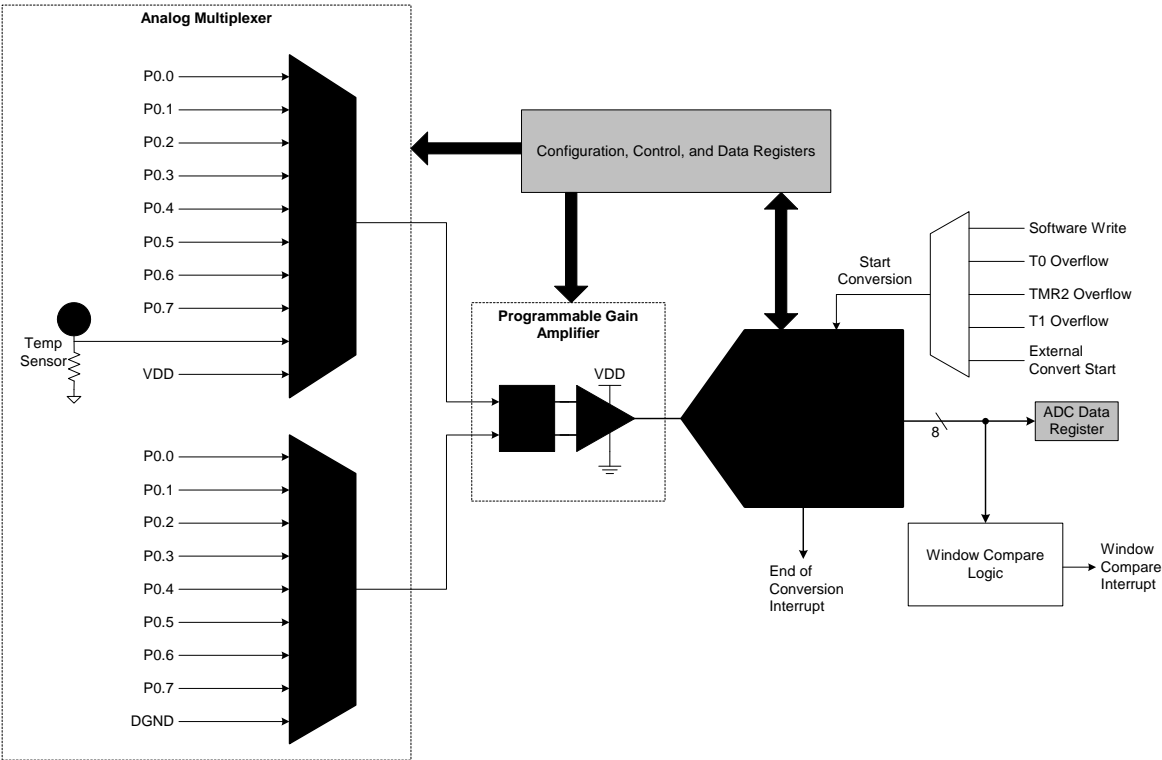 Analog Multiplexer
P0.0
P0.1
P0.2
P0.3
P0.4
P0.5
P0.6
P0.7
Temp
Sensor
VDD
P0.0
P0.1
P0.2
P0.3
P0.4
P0.5
P0.6
P0.7
DGND
Configuration, Control, and Data Registers
Programmable Gain
Amplifier
VDD
Start
Conversion
Software Write
T0 Overflow
TMR2 Overflow
T1 Overflow
External
Convert Start
8
ADC Data
Register
End of
Conversion
Interrupt
Window Compare
Logic
Window
Compare
Interrupt